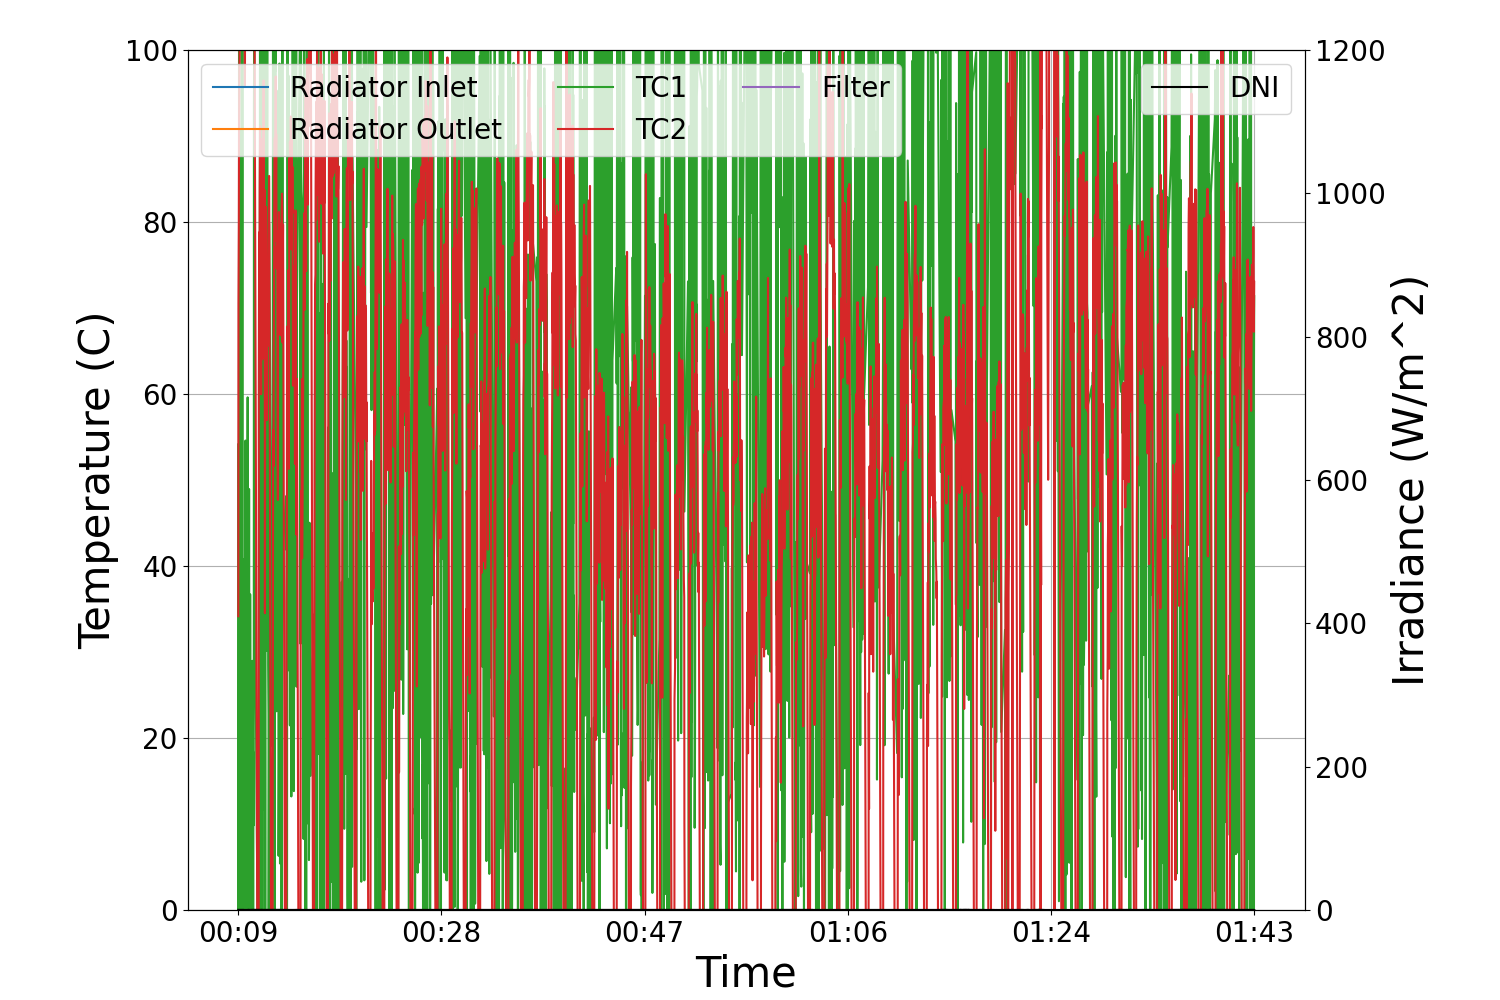 Radiator Inlet
Radiator Outlet
TC1
TC2
Filter
DNI
Temperature (C)
100
80
60
40
20
0
Irradiance (W/m^2)
1200
1000
800
600
400
200
0
00:09 00:28 00:47 01:06 01:24 01:43
Time